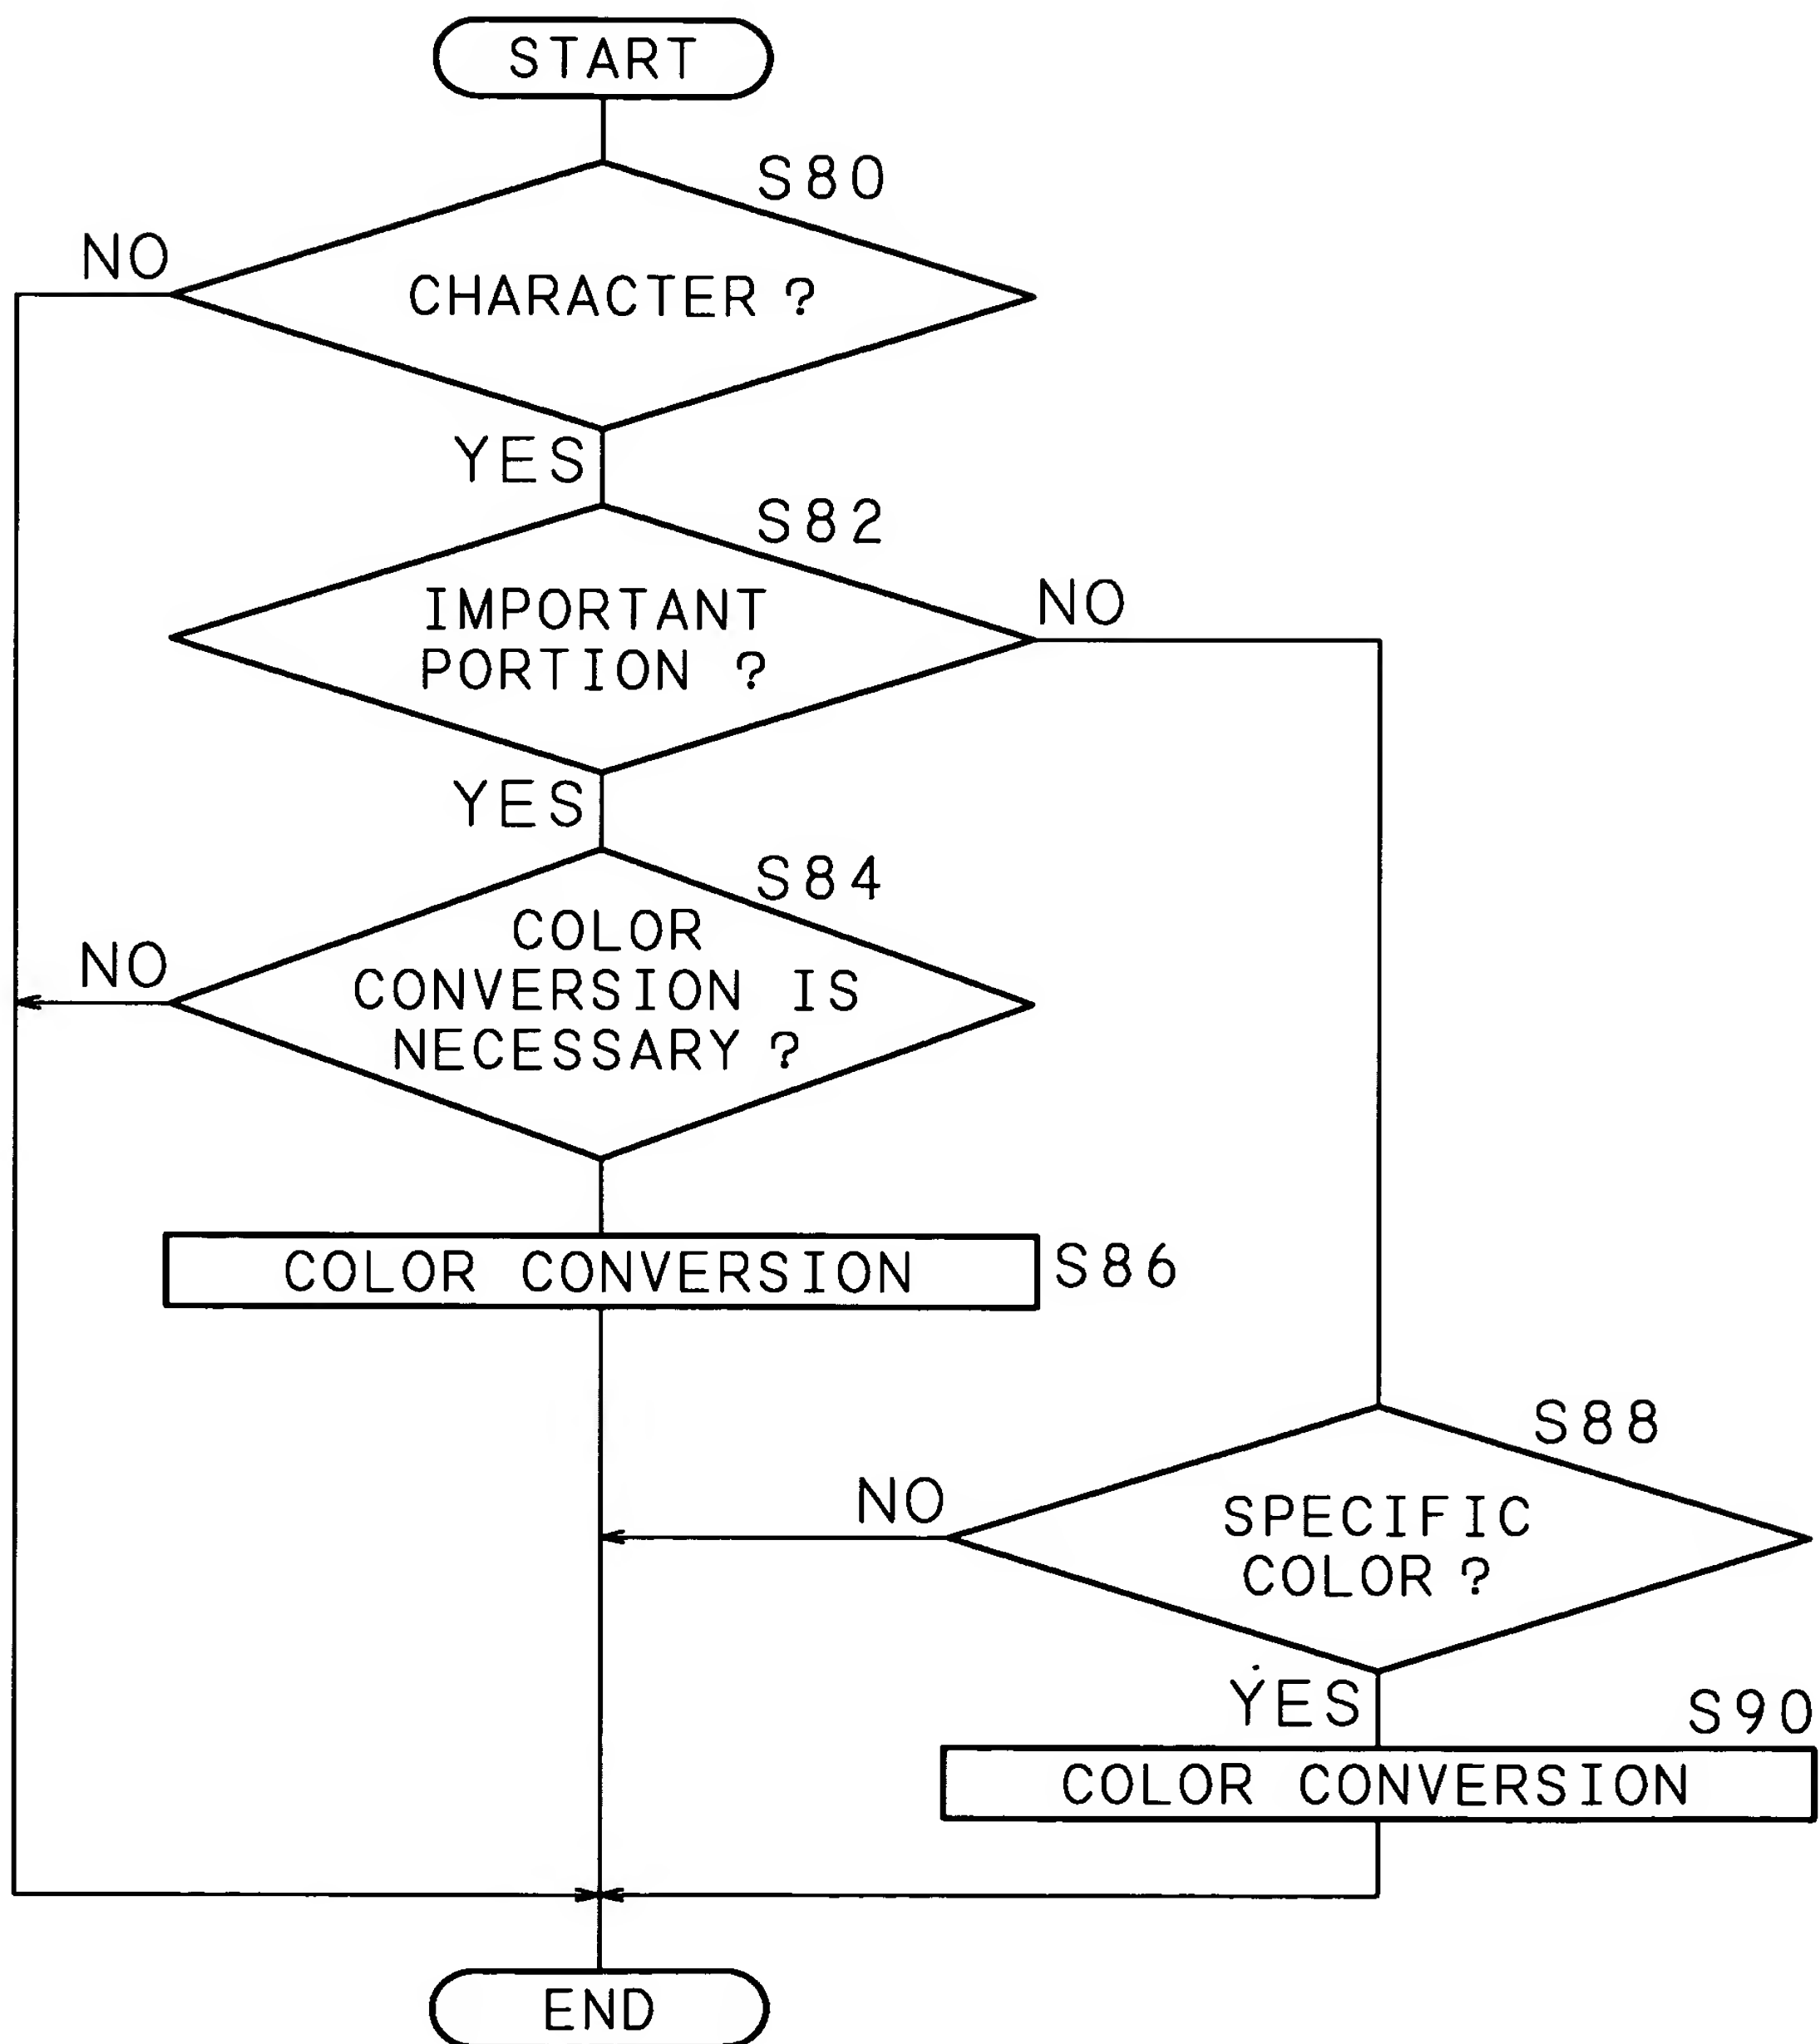 START
S80
NO
CHARACTER ?
YES
S82
IMPORTANT
PORTION ?
NO
YES
S84
COLOR
CONVERSION IS
NECESSARY ?
NO
COLOR CONVERSION
S86
S88
NO
SPECIFIC
COLOR ?
YES
S90
COLOR CONVERSION
END